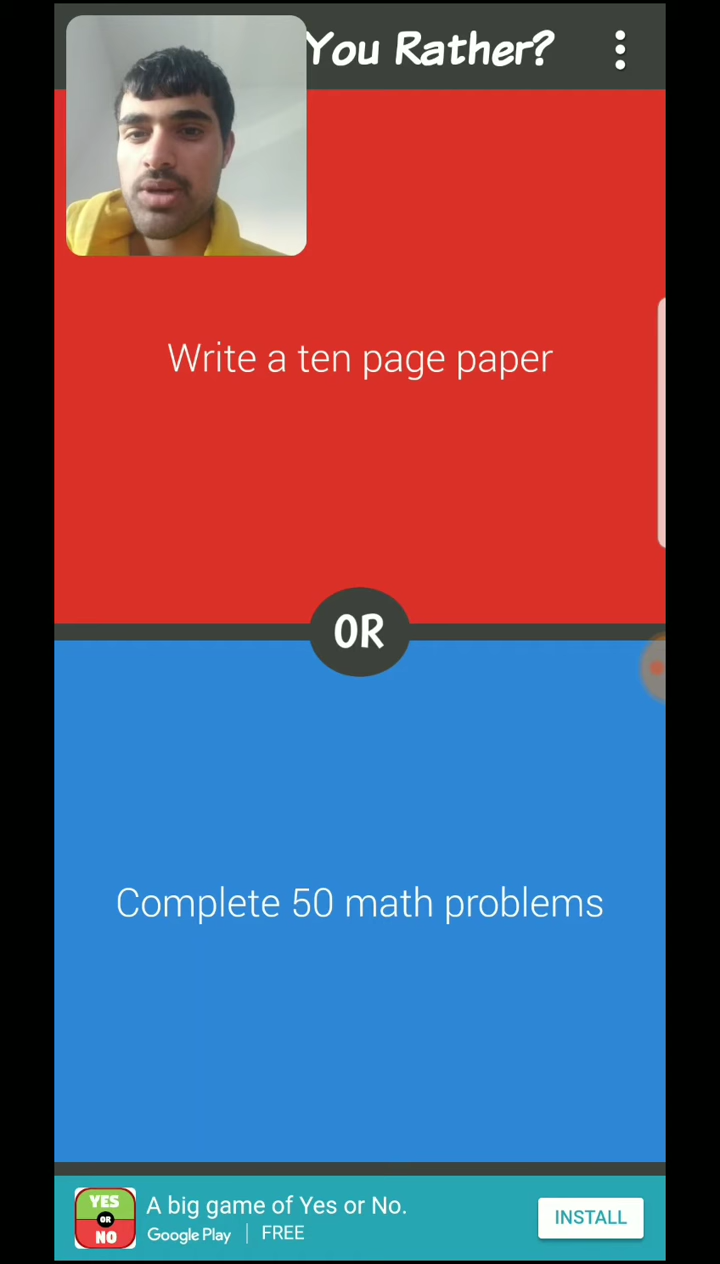 You Rather?
Write a ten page paper
OR
Complete 50 math problems
YES
OR
NO
A big game of Yes or No.
Google Play | FREE
INSTALL